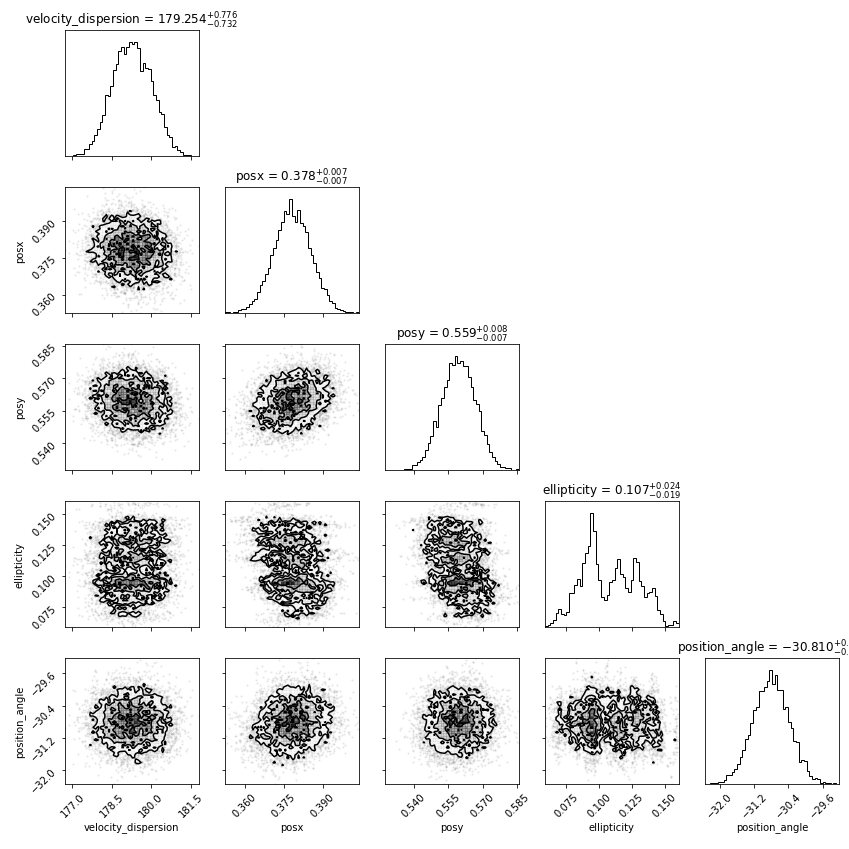 velocity_dispersion = 179.254+0.776−0.732
posx = 0.378+0.007−0.007
posx
0.390
0.375
0.360
posy = 0.559+0.008−0.007
posy
0.585
0.570
0.555
0.540
ellipticity = 0.107+0.024−0.019
ellipticity
0.150
0.125
0.100
0.075
position_angle = −30.810
position_angle
−29.6
−30.4
−31.2
−32.0
177.0 178.5 180.0 181.5 0.360 0.375 0.390 0.540 0.555 0.570 0.585 0.075 0.100 0.125 0.150 −32.0 −31.2 −30.4 −29.6
velocity_dispersion posx posy ellipticity position_angle